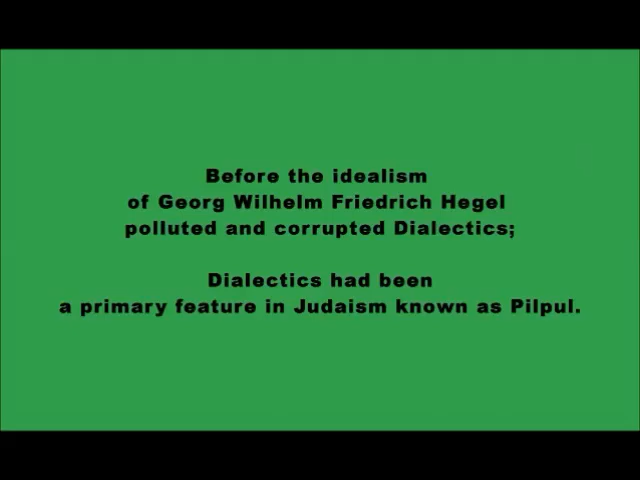 Before the idealism
of Georg Wilhelm Friedrich Hegel
polluted and corrupted Dialectics;
Dialectics had been
a primary feature in Judaism known as Pilpul.